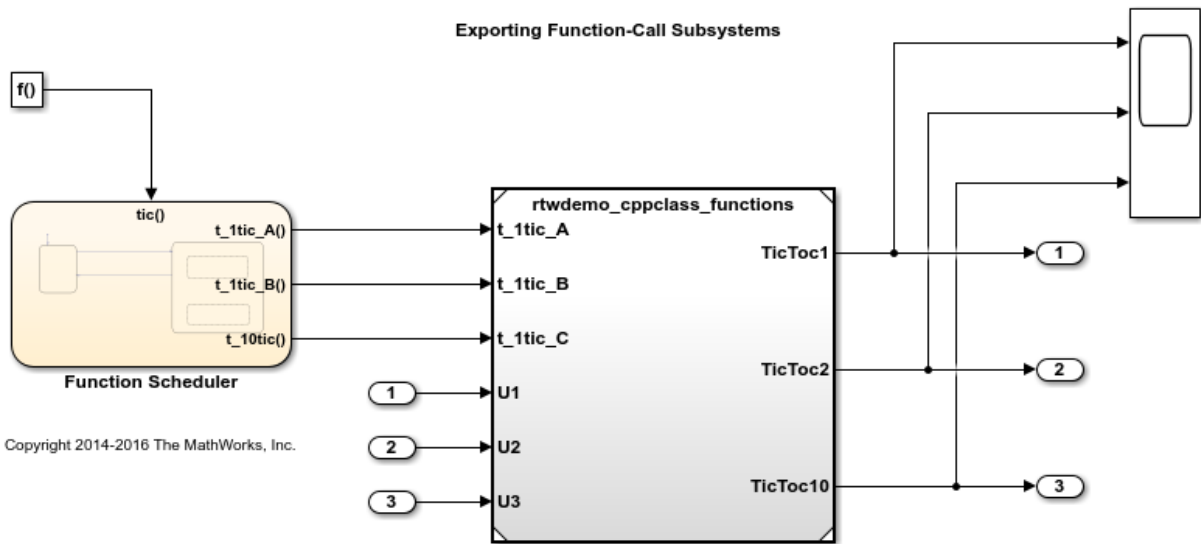 Exporting Function-Call Subsystems
f()
tic()
t_1tic_A()
t_1tic_B()
t_10tic()
Function Scheduler
Copyright 2014-2016 The MathWorks, Inc.
rtwdemo_cppclass_functions
t_1tic_A
t_1tic_B
t_1tic_C
1
U1
2
U2
3
U3
TicToc1
1
TicToc2
2
TicToc10
3